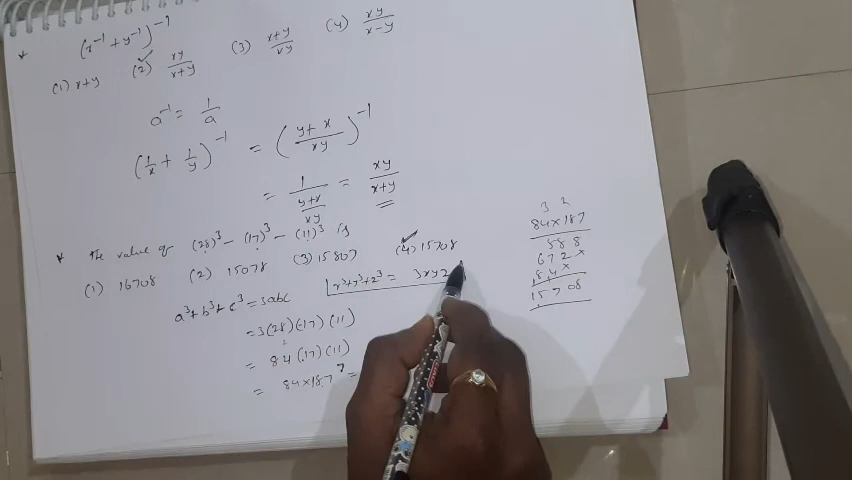 * (x⁻¹ + y⁻¹)⁻¹
(1) x+y (2) xy/x+y (3) x+y/xy (4) xy/x-y
a⁻¹ = 1/a
(1/x + 1/y)⁻¹ = (y+x/xy)⁻¹
= 1/(y+x/xy) = xy/x+y
* The value of (28)³ - (17)³ - (11)³ is
(1) 16708 (2) 15078 (3) 15807 (4) 15708
a³+b³+c³ = 3abc
x³+y³+z³ = 3xyz
= 3(28)(-17)(11)
= 84(17)(11)
= 84×187 =
3 2
84×187
588
672×
84×
15708